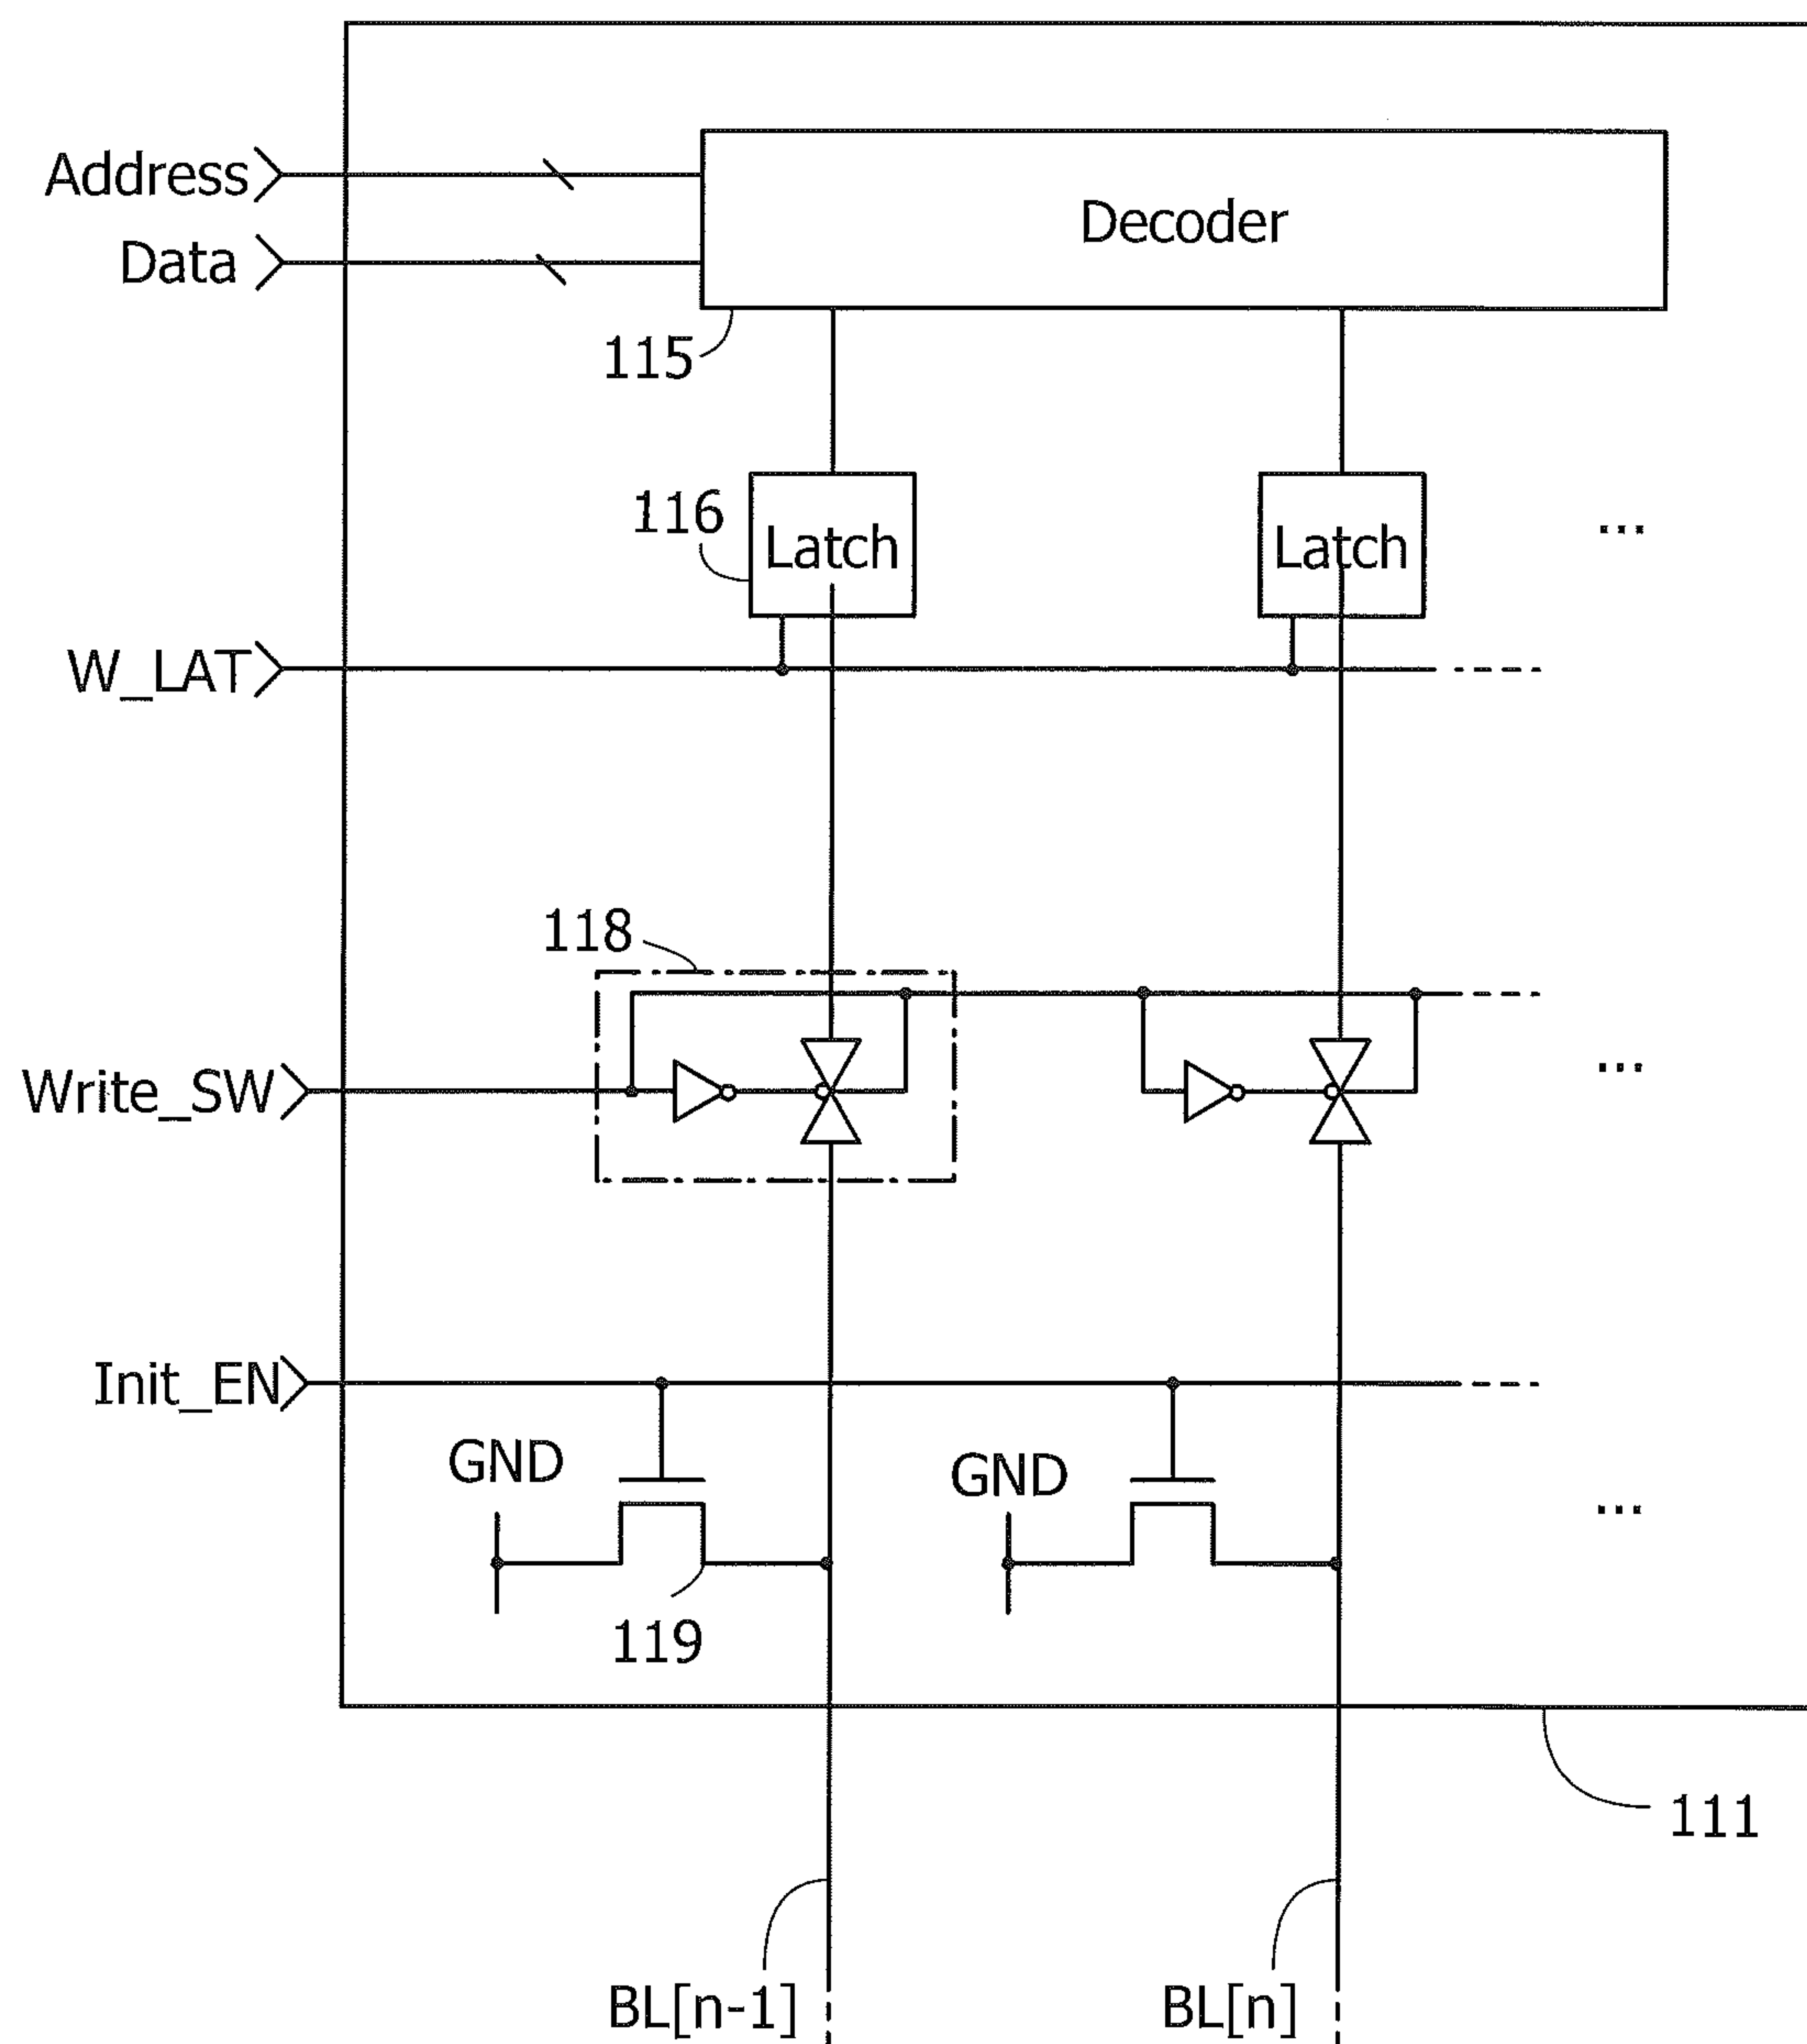 Address
Data
Decoder
115
116
Latch
Latch
...
W_LAT
118
Write_SW
...
Init_EN
GND
GND
...
119
111
BL[n-1]
BL[n]